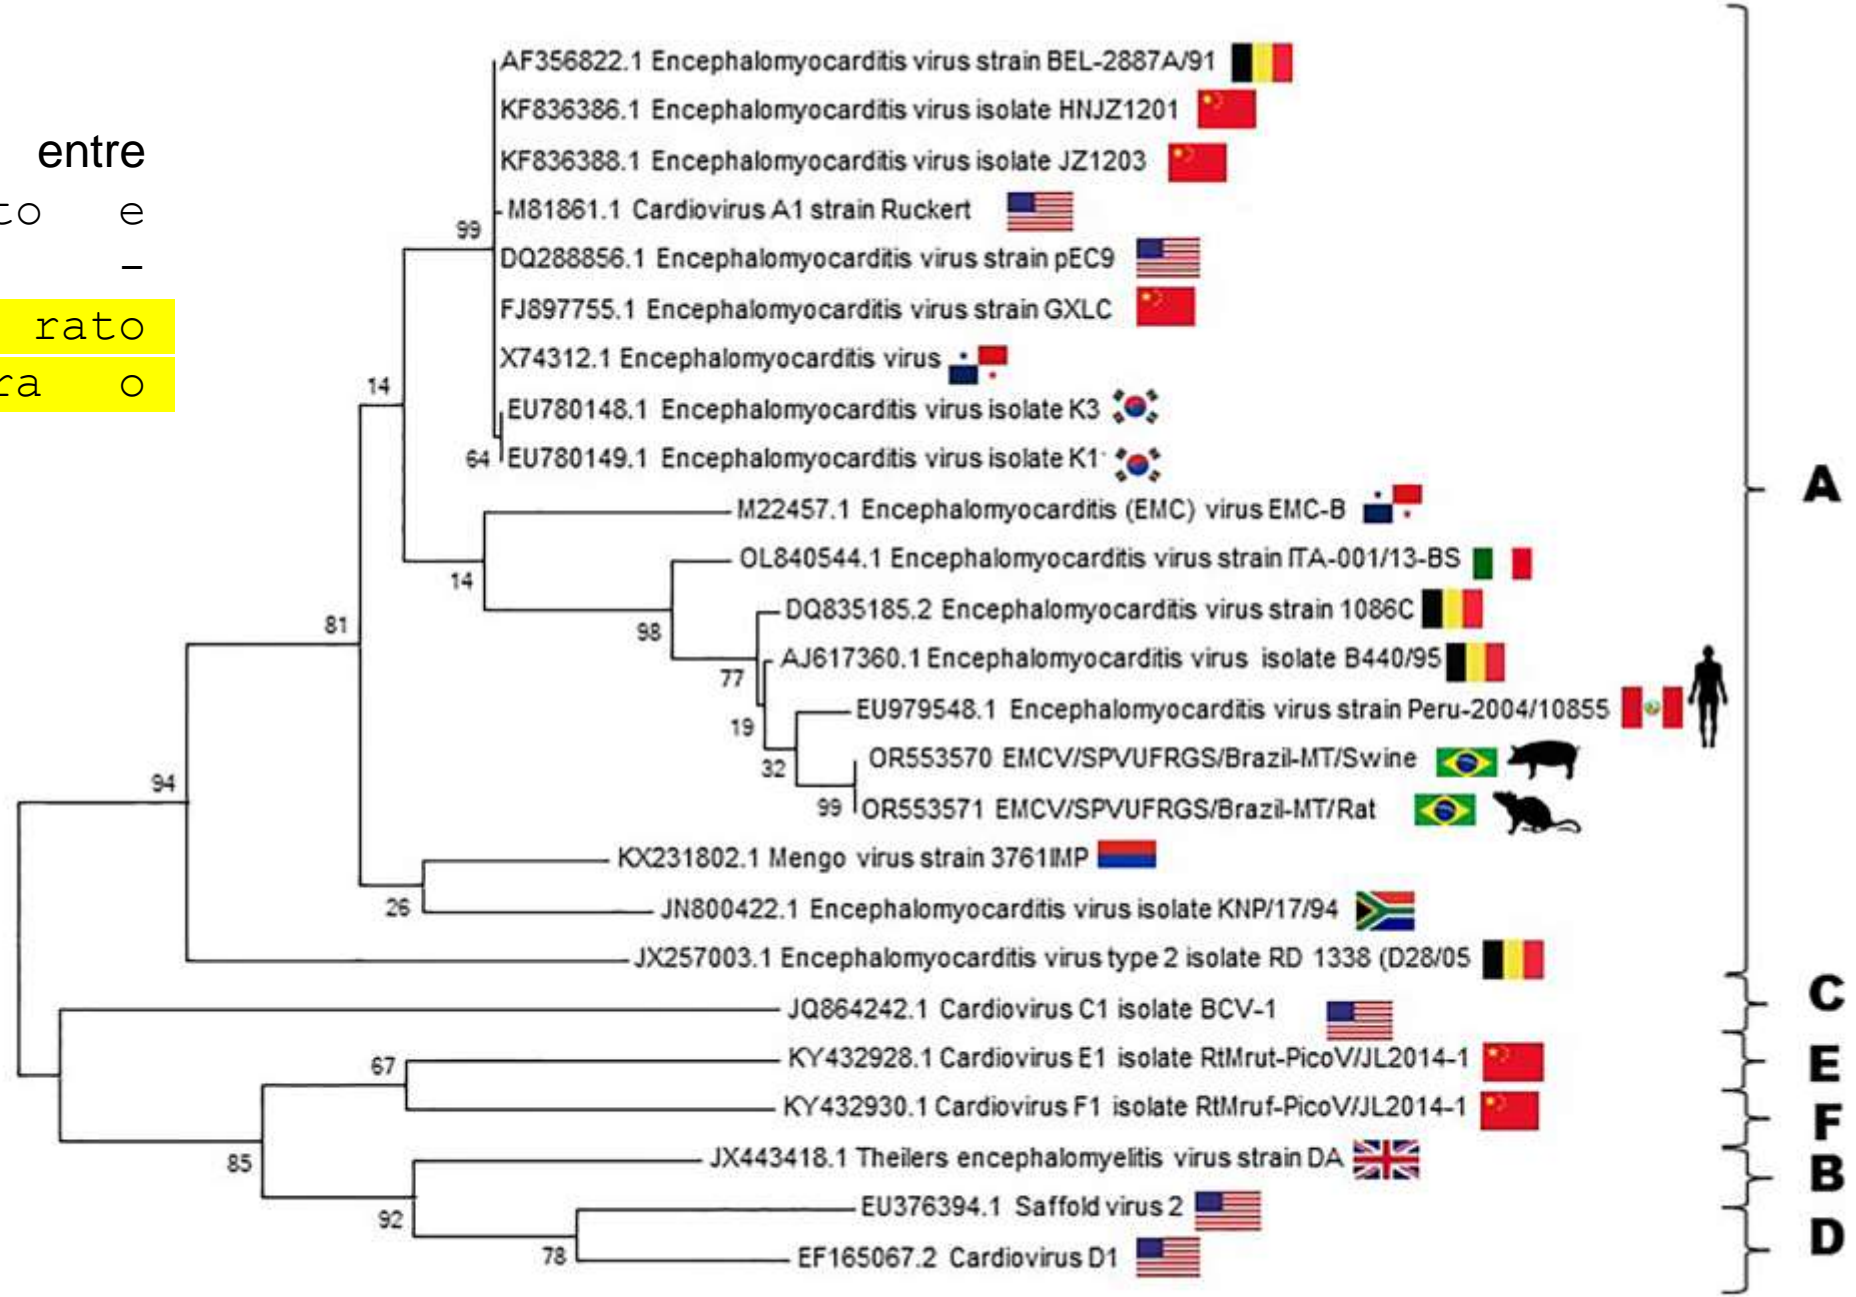 entre
to e
-
rato
ra o
AF356822.1 Encephalomyocarditis virus strain BEL-2887A/91
KF836386.1 Encephalomyocarditis virus isolate HNJZ1201
KF836388.1 Encephalomyocarditis virus isolate JZ1203
M81861.1 Cardiovirus A1 strain Ruckert
99
DQ288856.1 Encephalomyocarditis virus strain pEC9
FJ897755.1 Encephalomyocarditis virus strain GXLC
X74312.1 Encephalomyocarditis virus
14
EU780148.1 Encephalomyocarditis virus isolate K3
64 EU780149.1 Encephalomyocarditis virus isolate K1
M22457.1 Encephalomyocarditis (EMC) virus EMC-B
A
OL840544.1 Encephalomyocarditis virus strain ITA-001/13-BS
14
DQ835185.2 Encephalomyocarditis virus strain 1086C
81
98
AJ617360.1 Encephalomyocarditis virus isolate B440/95
77
EU979548.1 Encephalomyocarditis virus strain Peru-2004/10855
19
OR553570 EMCV/SPVUFRGS/Brazil-MT/Swine
32
94
99 OR553571 EMCV/SPVUFRGS/Brazil-MT/Rat
KX231802.1 Mengo virus strain 3761IMP
26
JN800422.1 Encephalomyocarditis virus isolate KNP/17/94
JX257003.1 Encephalomyocarditis virus type 2 isolate RD 1338 (D28/05
C
JQ864242.1 Cardiovirus C1 isolate BCV-1
67
KY432928.1 Cardiovirus E1 isolate RtMrut-PicoV/JL2014-1
E
KY432930.1 Cardiovirus F1 isolate RtMruf-PicoV/JL2014-1
F
85
JX443418.1 Theilers encephalomyelitis virus strain DA
B
92
EU376394.1 Saffold virus 2
D
78
EF165067.2 Cardiovirus D1